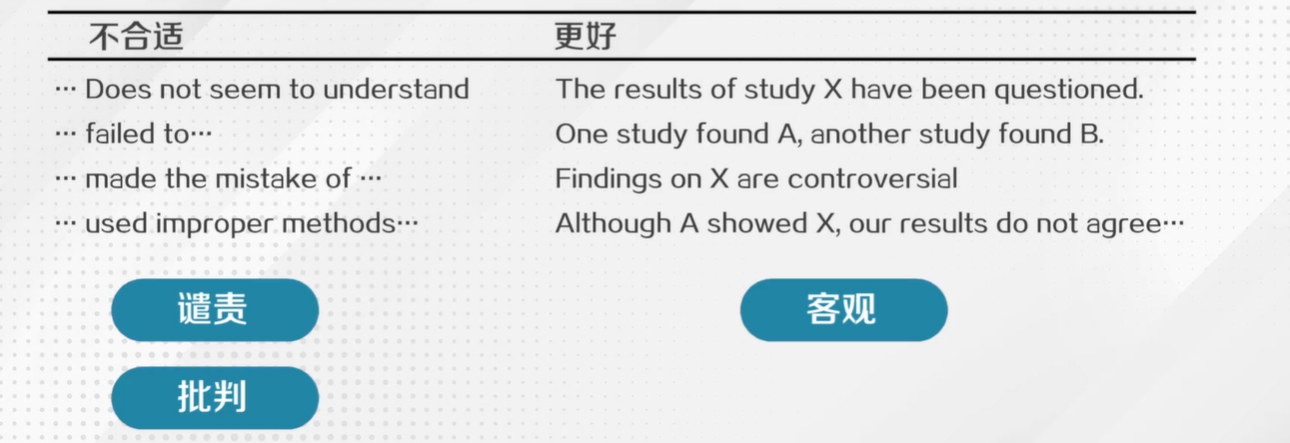 不合适 更好
… Does not seem to understand The results of study X have been questioned.
… failed to… One study found A, another study found B.
… made the mistake of … Findings on X are controversial
… used improper methods… Although A showed X, our results do not agree…
谴责 客观
批判